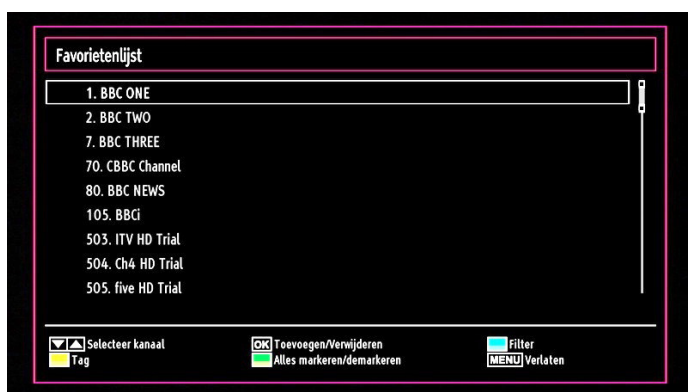 Favorietenlijst
1. BBC ONE
2. BBC TWO
7. BBC THREE
70. CBBC Channel
80. BBC NEWS
105. BBCi
503. ITV HD Trial
504. Ch4 HD Trial
505. five HD Trial
Selecteer kanaal OK Toevoegen/Verwijderen Filter
Tag Alles markeren/demarkeren MENU Verlaten